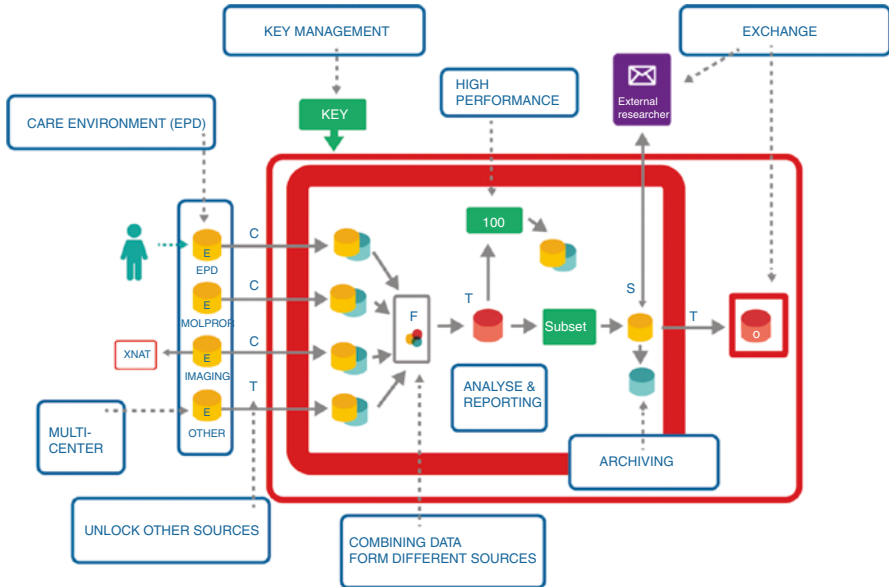 KEY MANAGEMENT
EXCHANGE
HIGH
PERFORMANCE
External
researcher
CARE ENVIRONMENT (EPD)
KEY
100
C
E
EPD
C
E
MOLPROR
S
F
T
Subset
T
O
XNAT
C
E
IMAGING
T
E
OTHER
ANALYSE &
REPORTING
MULTI-
CENTER
ARCHIVING
UNLOCK OTHER SOURCES
COMBINING DATA
FORM DIFFERENT SOURCES